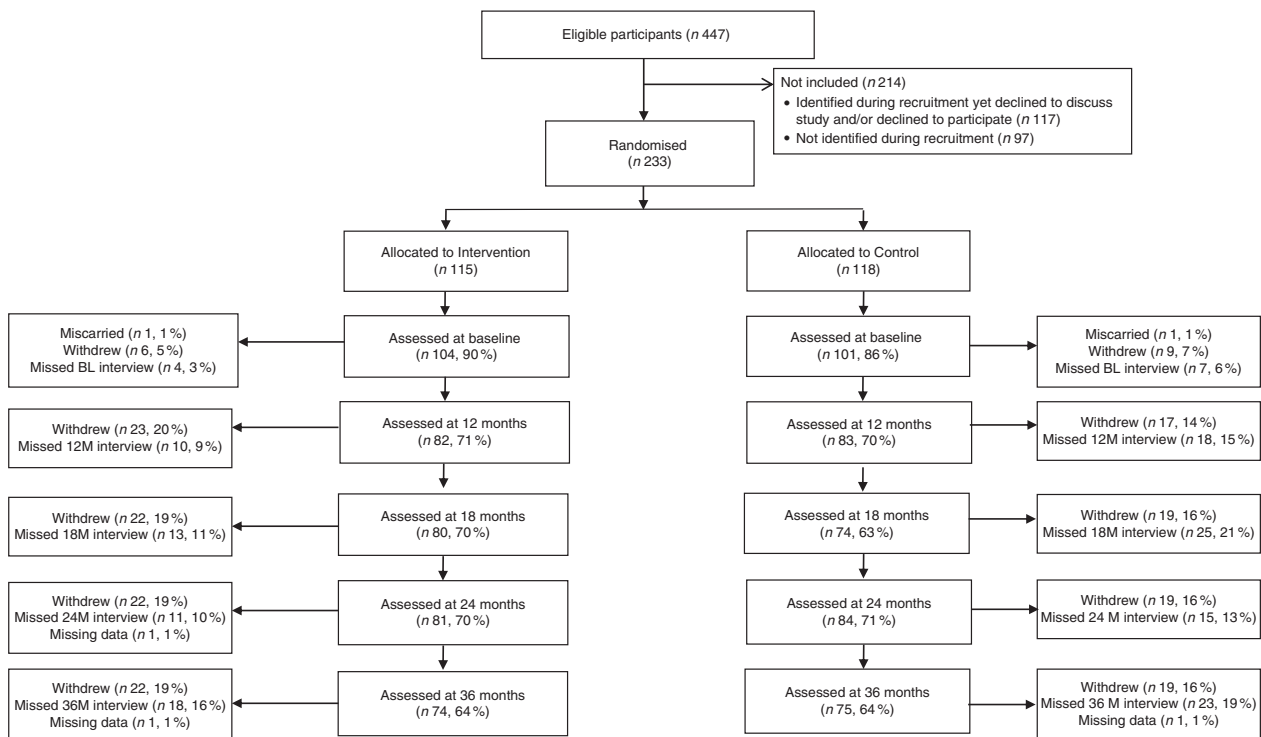 Eligible participants (n 447)
Not included (n 214)
• Identified during recruitment yet declined to discuss
study and/or declined to participate (n 117)
• Not identified during recruitment (n 97)
Randomised
(n 233)
Allocated to Intervention
(n 115)
Allocated to Control
(n 118)
Miscarried (n 1, 1 %)
Withdrew (n 6, 5 %)
Missed BL interview (n 4, 3 %)
Assessed at baseline
(n 104, 90 %)
Assessed at baseline
(n 101, 86 %)
Miscarried (n 1, 1 %)
Withdrew (n 9, 7 %)
Missed BL interview (n 7, 6 %)
Withdrew (n 23, 20 %)
Missed 12M interview (n 10, 9 %)
Assessed at 12 months
(n 82, 71 %)
Assessed at 12 months
(n 83, 70 %)
Withdrew (n 17, 14 %)
Missed 12M interview (n 18, 15 %)
Withdrew (n 22, 19 %)
Missed 18M interview (n 13, 11 %)
Assessed at 18 months
(n 80, 70 %)
Assessed at 18 months
(n 74, 63 %)
Withdrew (n 19, 16 %)
Missed 18M interview (n 25, 21 %)
Withdrew (n 22, 19 %)
Missed 24M interview (n 11, 10 %)
Missing data (n 1, 1 %)
Assessed at 24 months
(n 81, 70 %)
Assessed at 24 months
(n 84, 71 %)
Withdrew (n 19, 16 %)
Missed 24 M interview (n 15, 13 %)
Withdrew (n 22, 19 %)
Missed 36M interview (n 18, 16 %)
Missing data (n 1, 1 %)
Assessed at 36 months
(n 74, 64 %)
Assessed at 36 months
(n 75, 64 %)
Withdrew (n 19, 16 %)
Missed 36 M interview (n 23, 19 %)
Missing data (n 1, 1 %)